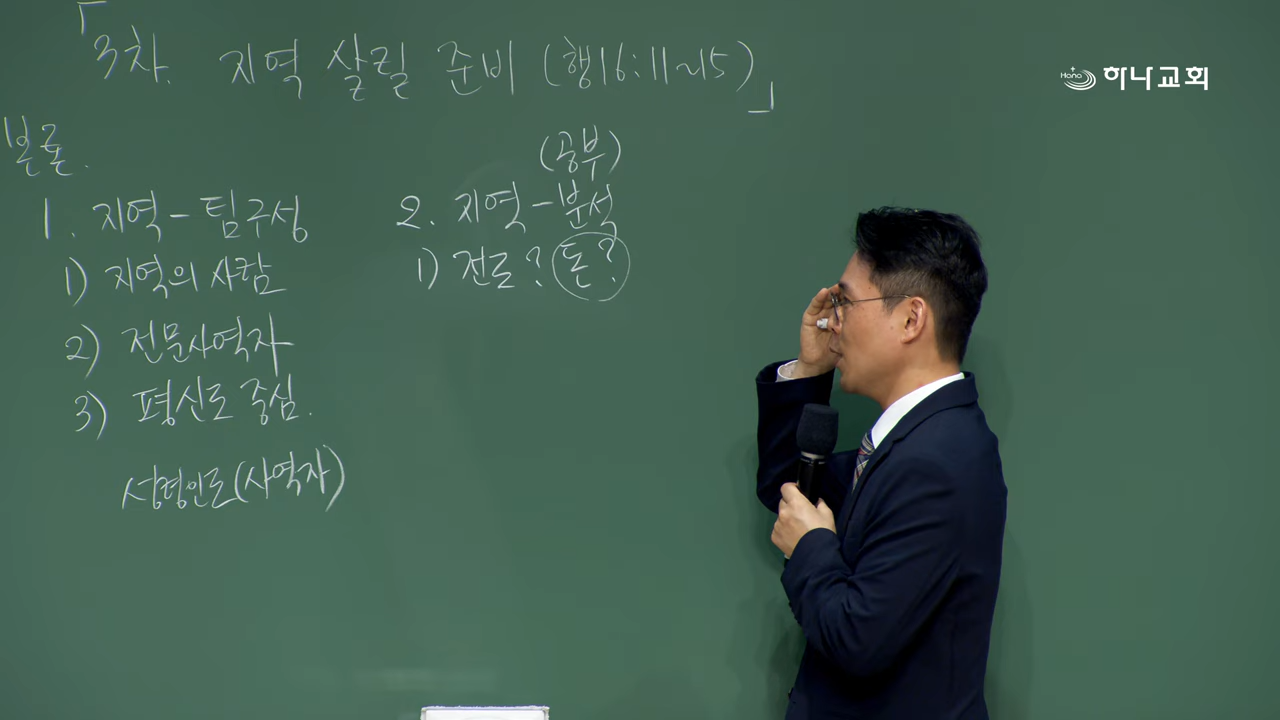 「3차. 지역 살릴 준비 (행16:11~15)」
Hana 하나교회
본론.
1. 지역-팀구성
1) 지역의 사람
2) 전문사역자
3) 평신도 중심.
성령인도(사역자)
(공부)
2. 지역-분석
1) 전도? 돈?